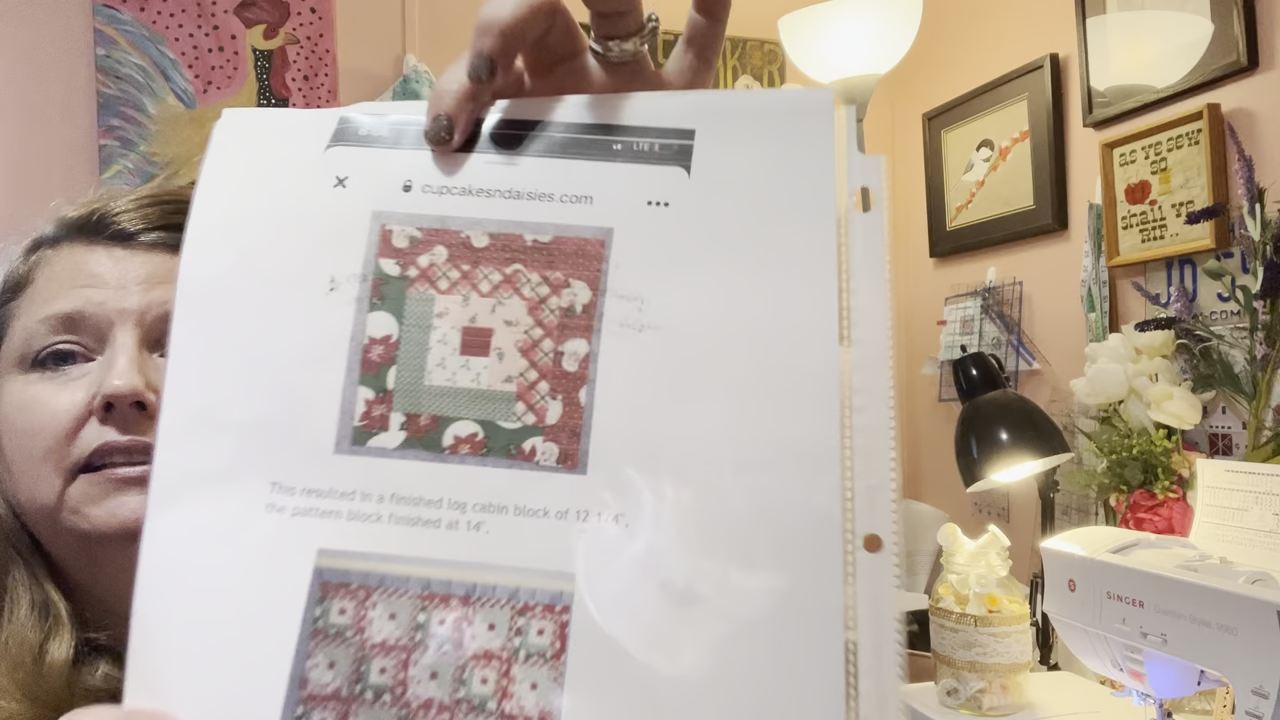 LTE
cupcakesndaisies.com
This resulted in a finished log cabin block of 12 1/4",
the pattern block finished at 14".
as ye sew
so
shall ye
RIP..
SINGER